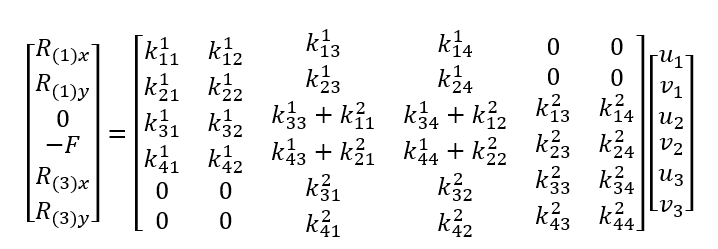 [R₍₁₎ₓ] = [k¹₁₁ k¹₁₂ k¹₁₃ k¹₁₄ 0 0] [u₁]
[R₍₁₎y] [k¹₂₁ k¹₂₂ k¹₂₃ k¹₂₄ 0 0] [v₁]
[0] [k¹₃₁ k¹₃₂ k¹₃₃ + k²₁₁ k¹₃₄ + k²₁₂ k²₁₃ k²₁₄] [u₂]
[−F] [k¹₄₁ k¹₄₂ k¹₄₃ + k²₂₁ k¹₄₄ + k²₂₂ k²₂₃ k²₂₄] [v₂]
[R₍₃₎ₓ] [0 0 k²₃₁ k²₃₂ k²₃₃ k²₃₄] [u₃]
[R₍₃₎y] [0 0 k²₄₁ k²₄₂ k²₄₃ k²₄₄] [v₃]